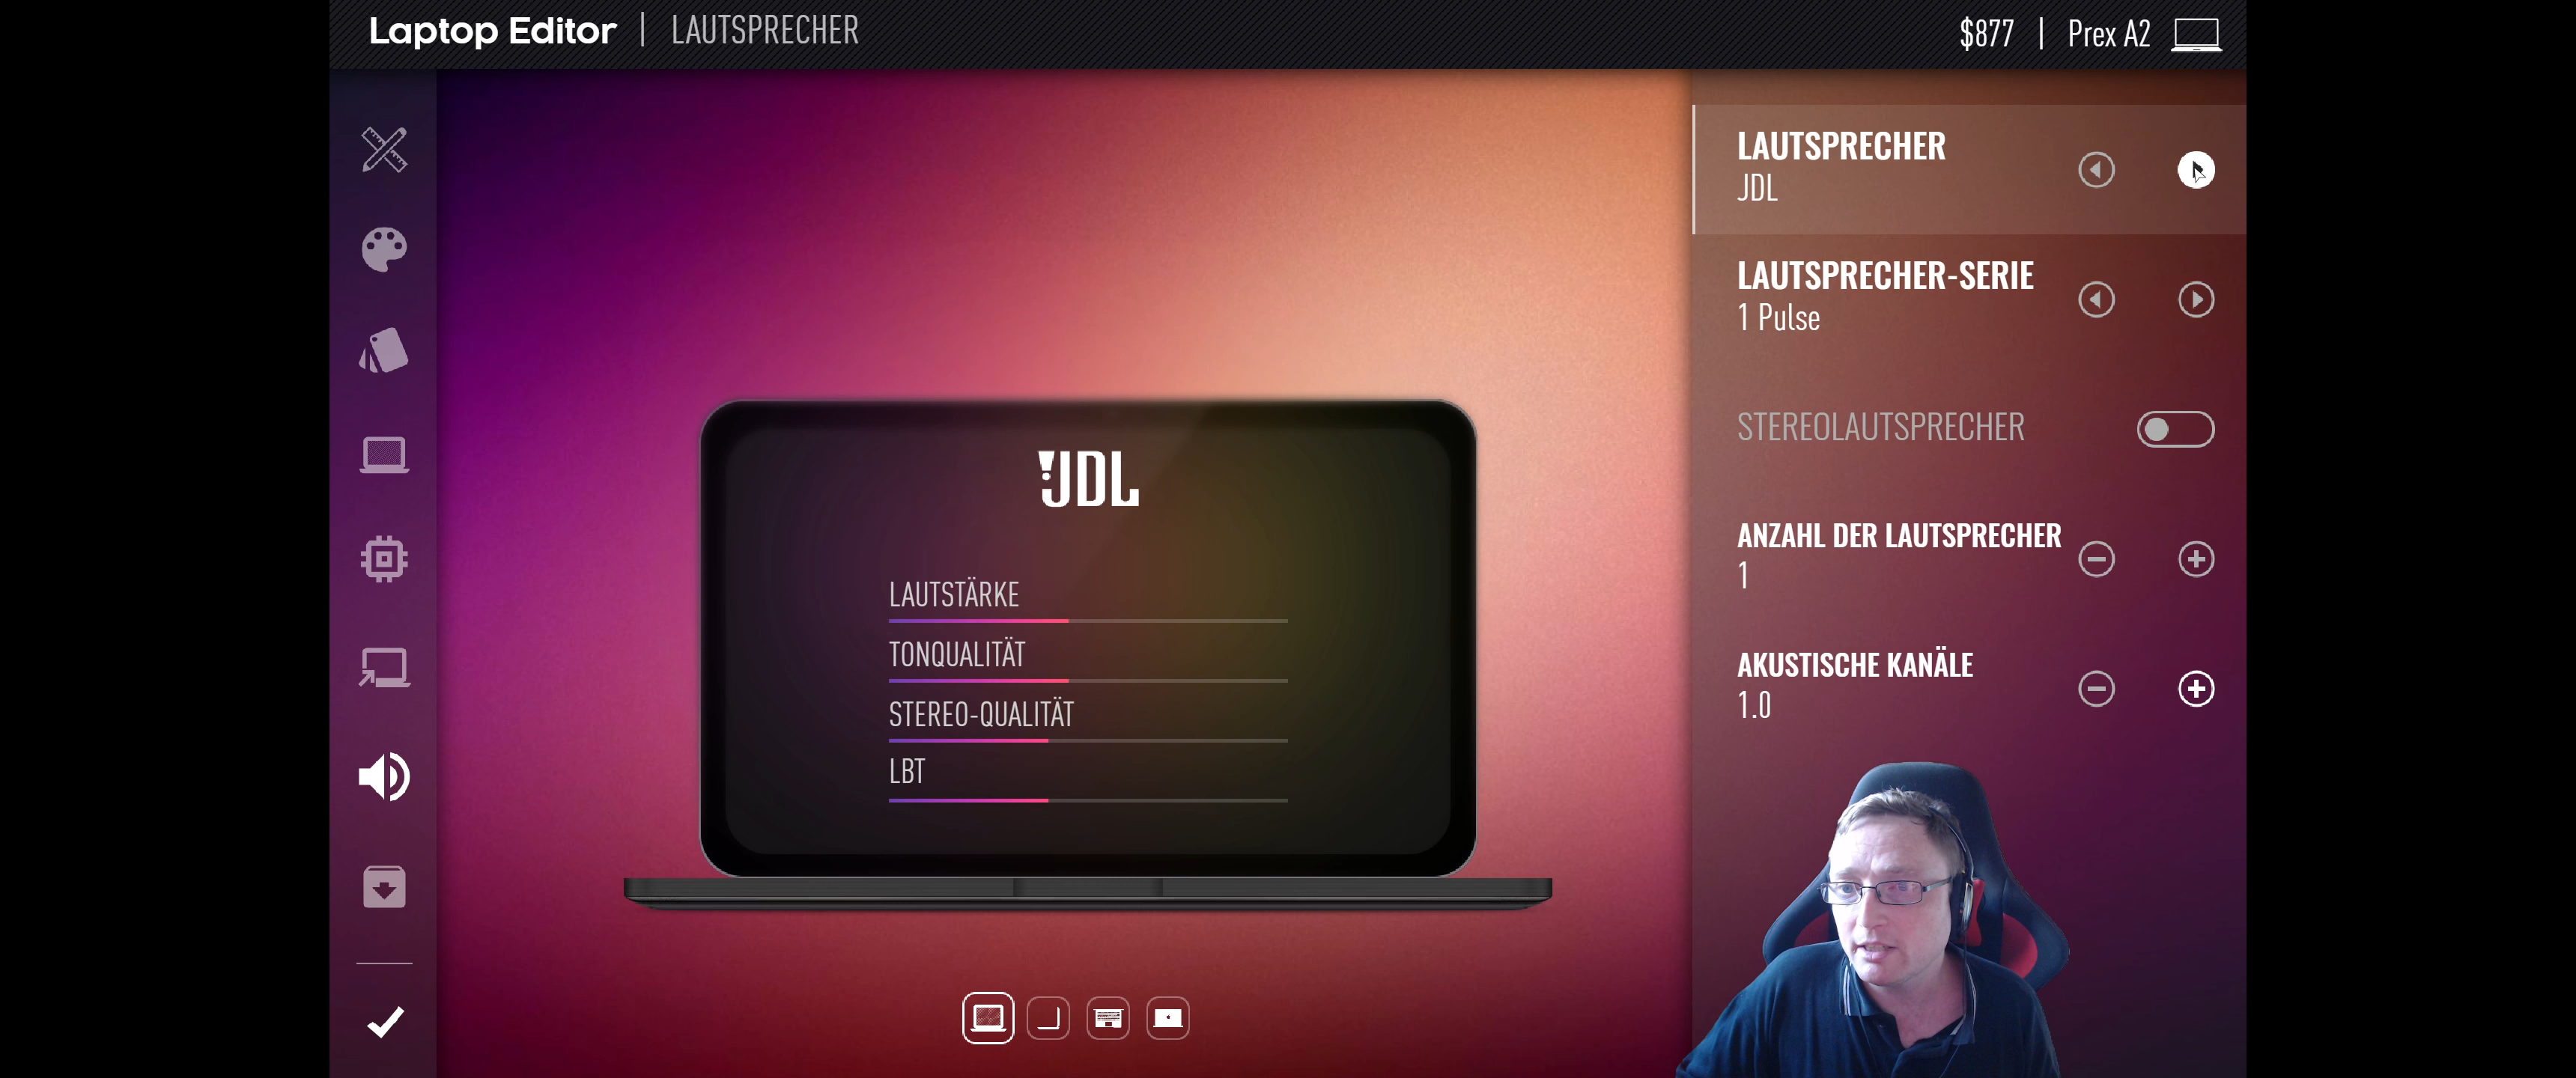 Laptop Editor | LAUTSPRECHER
$877 | Prex A2
LAUTSPRECHER
JDL
LAUTSPRECHER-SERIE
1 Pulse
STEREOLAUTSPRECHER
ANZAHL DER LAUTSPRECHER
1
AKUSTISCHE KANÄLE
1.0
JDL
LAUTSTÄRKE
TONQUALITÄT
STEREO-QUALITÄT
LBT